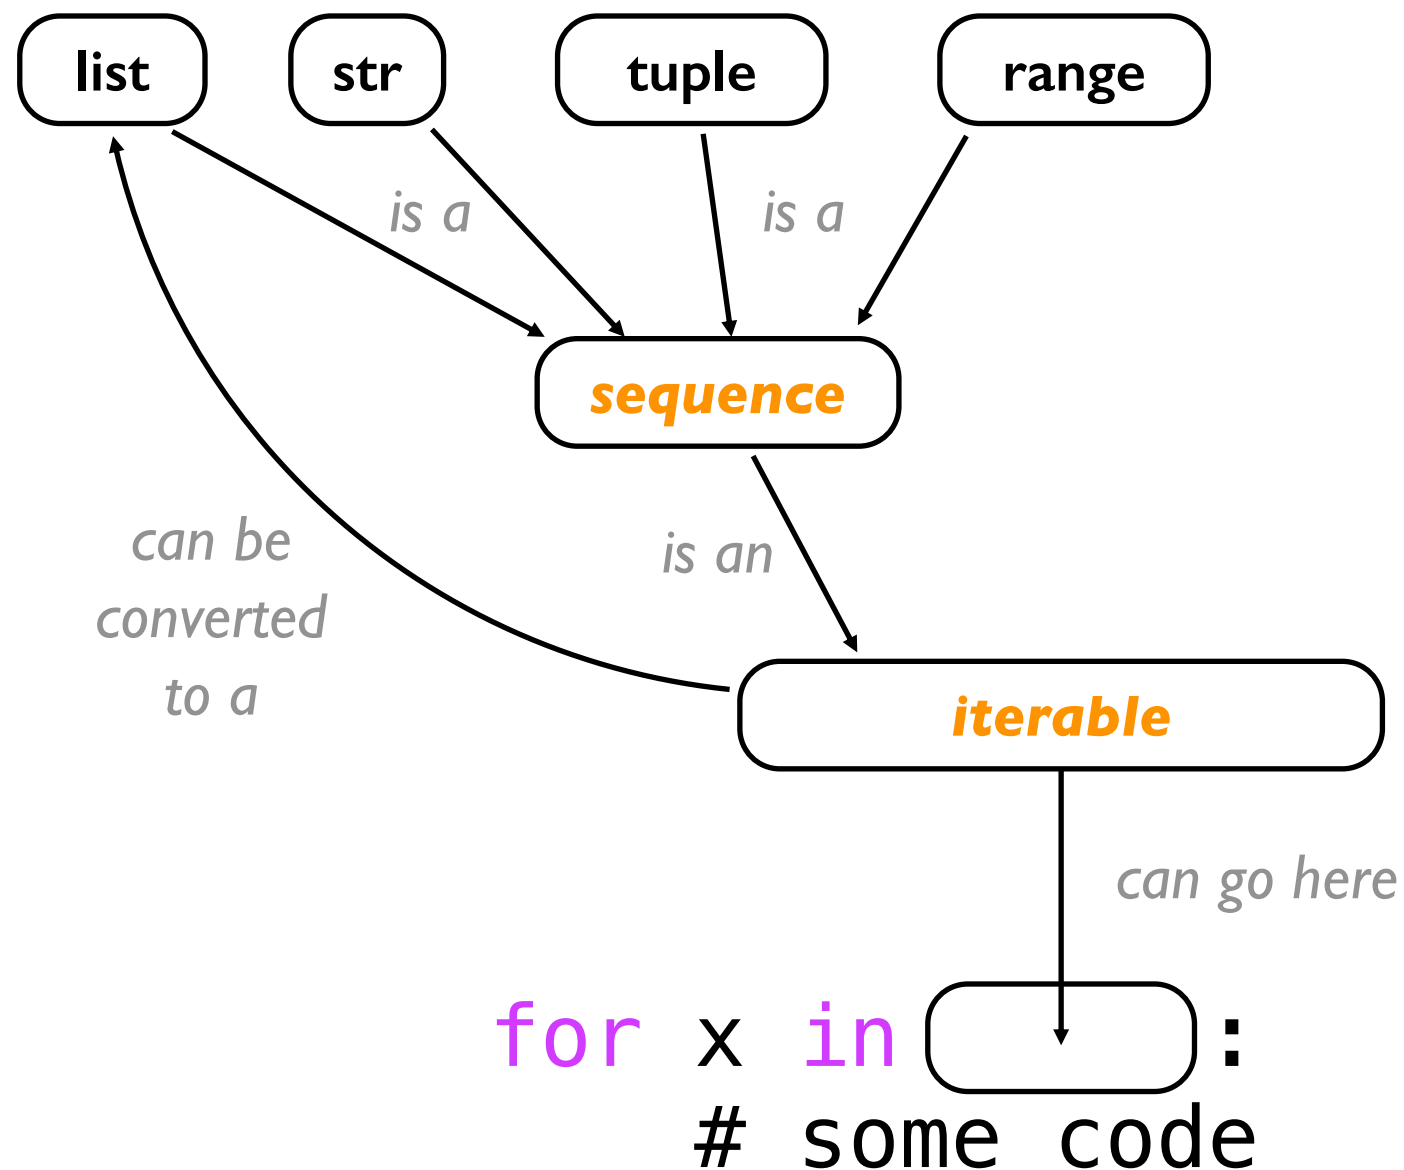 list str tuple range
is a is a
sequence
can be
converted
to a
is an
iterable
can go here
for x in :
# some code